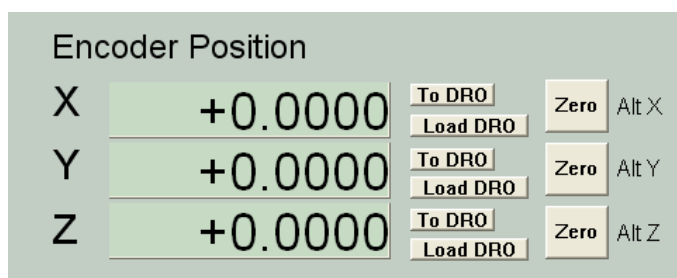 Encoder Position
X +0.0000 To DRO Load DRO Zero Alt X
Y +0.0000 To DRO Load DRO Zero Alt Y
Z +0.0000 To DRO Load DRO Zero Alt Z